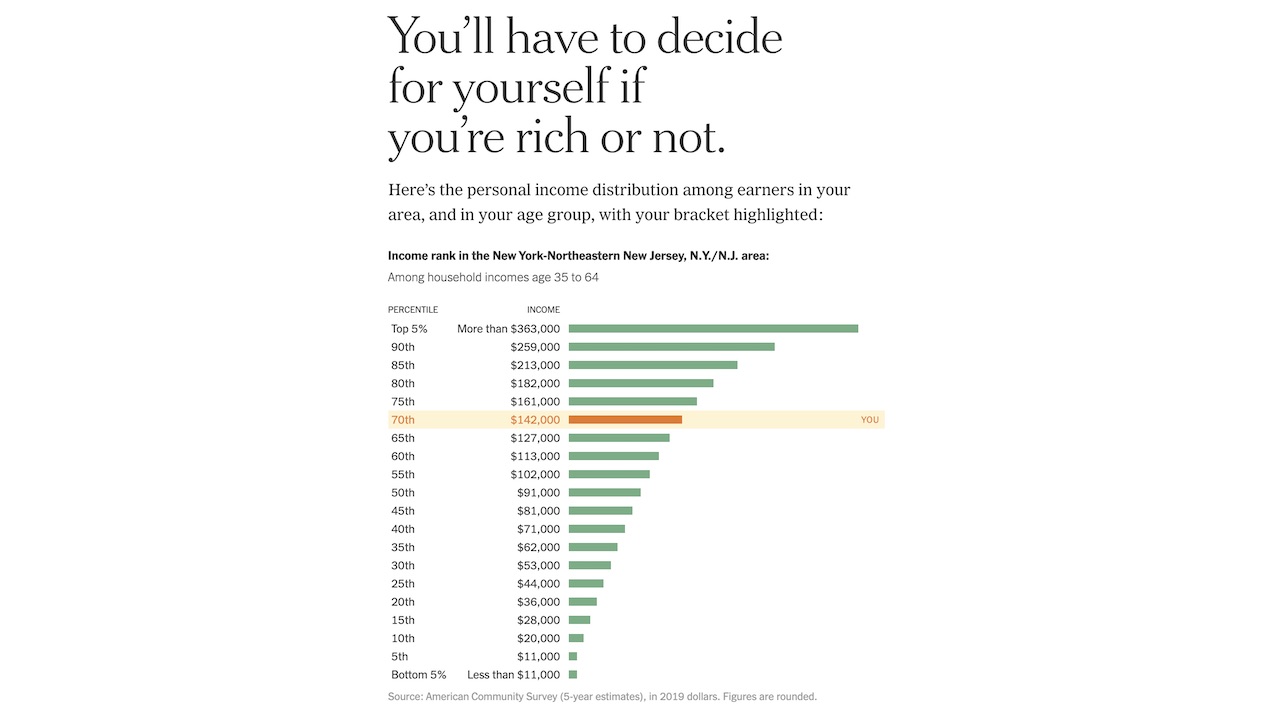 You’ll have to decide
for yourself if
you’re rich or not.
Here’s the personal income distribution among earners in your
area, and in your age group, with your bracket highlighted:
Income rank in the New York-Northeastern New Jersey, N.Y./N.J. area:
Among household incomes age 35 to 64
PERCENTILE INCOME
Top 5% More than $363,000
90th $259,000
85th $213,000
80th $182,000
75th $161,000
70th $142,000 YOU
65th $127,000
60th $113,000
55th $102,000
50th $91,000
45th $81,000
40th $71,000
35th $62,000
30th $53,000
25th $44,000
20th $36,000
15th $28,000
10th $20,000
5th $11,000
Bottom 5% Less than $11,000
Source: American Community Survey (5-year estimates), in 2019 dollars. Figures are rounded.